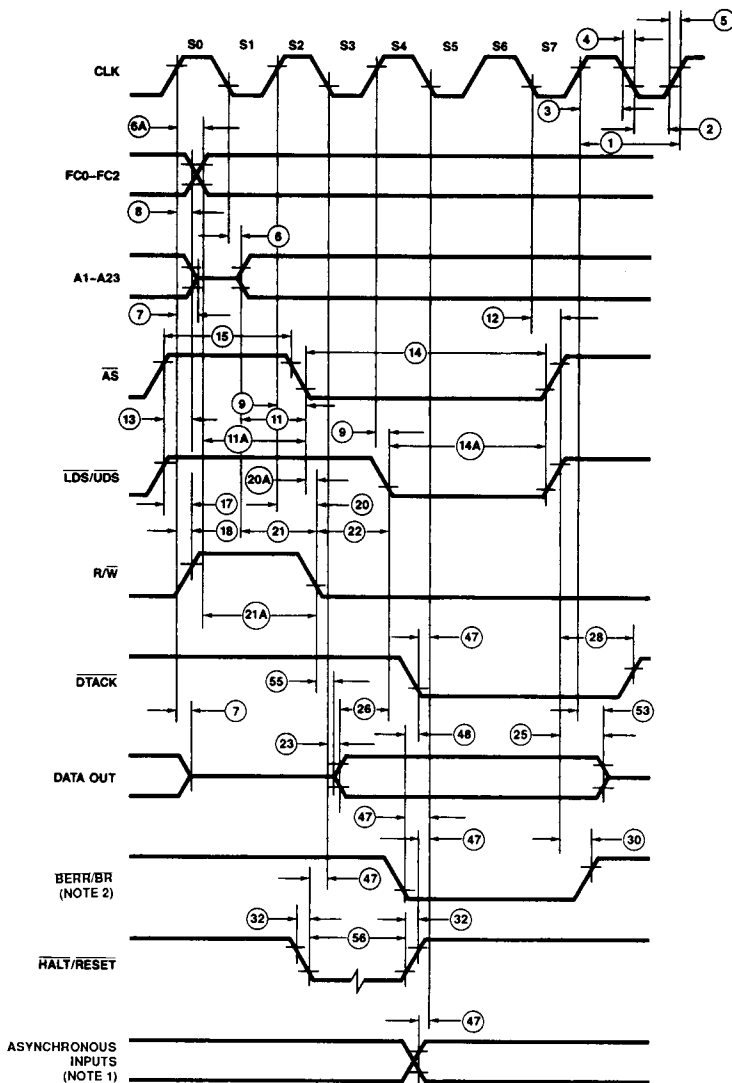 S0 S1 S2 S3 S4 S5 S6 S7
4
5
CLK
3
2
1
6A
FC0–FC2
8
6
A1–A23
7
12
15
14
AS
9
11
13
9
11A
14A
LDS/UDS
20A
17
20
18
21
22
R/W
21A
47
28
DTACK
55
26
53
7
48
23
25
DATA OUT
47
47
30
BERR/BR
(NOTE 2)
47
32
56
32
HALT/RESET
47
ASYNCHRONOUS
INPUTS
(NOTE 1)